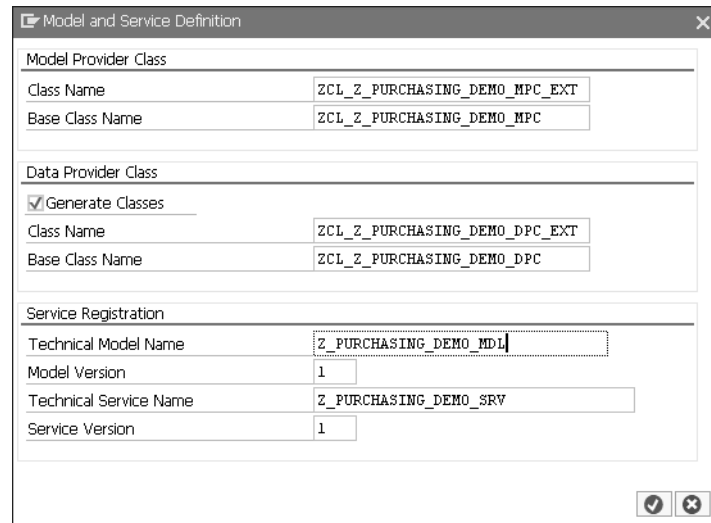 Model and Service Definition
Model Provider Class
Class Name ZCL_Z_PURCHASING_DEMO_MPC_EXT
Base Class Name ZCL_Z_PURCHASING_DEMO_MPC
Data Provider Class
Generate Classes
Class Name ZCL_Z_PURCHASING_DEMO_DPC_EXT
Base Class Name ZCL_Z_PURCHASING_DEMO_DPC
Service Registration
Technical Model Name Z_PURCHASING_DEMO_MDL
Model Version 1
Technical Service Name Z_PURCHASING_DEMO_SRV
Service Version 1